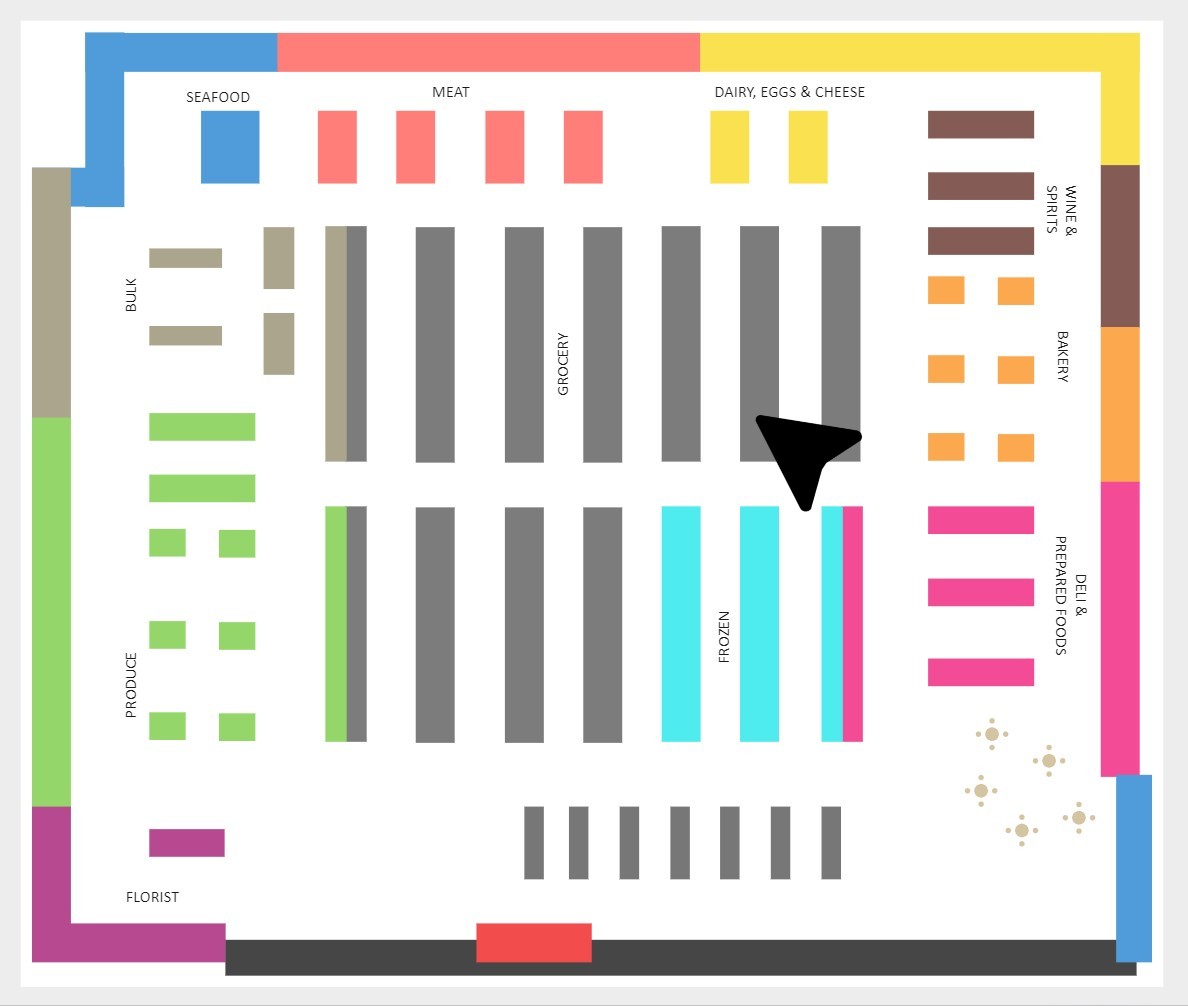 SEAFOOD
MEAT
DAIRY, EGGS & CHEESE
WINE &
SPIRITS
BULK
GROCERY
BAKERY
DELI &
PREPARED FOODS
FROZEN
PRODUCE
FLORIST